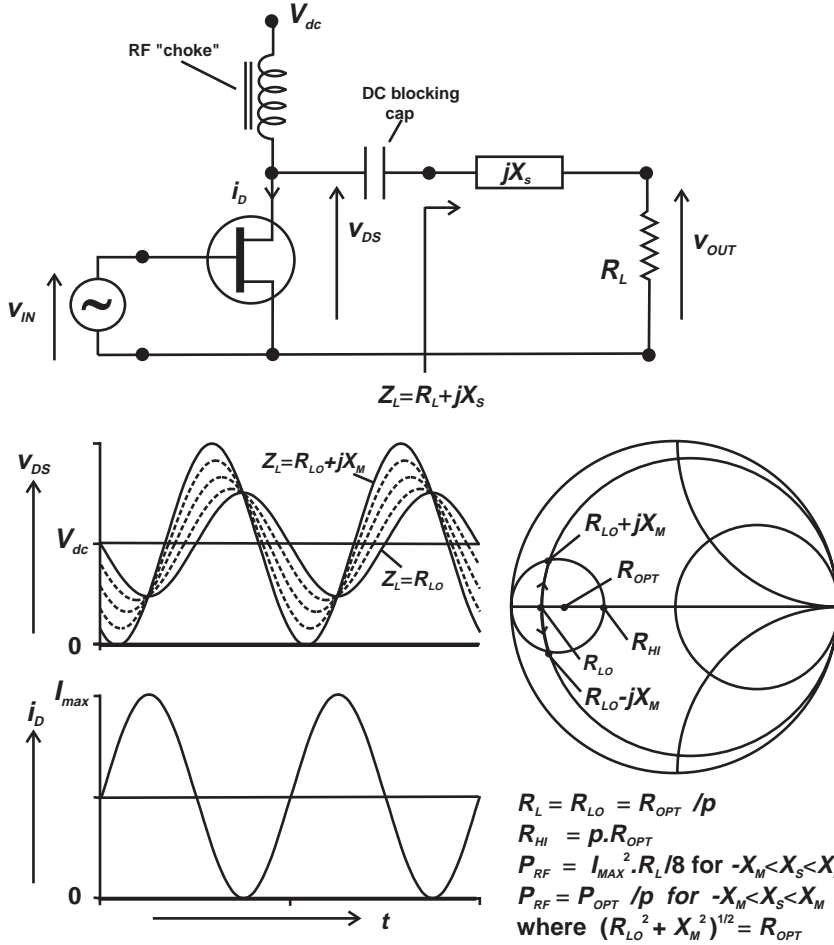 V_dc
RF "choke"
DC blocking
cap
i_D
jX_s
v_DS
v_OUT
R_L
v_IN
~
Z_L=R_L+jX_S
v_DS
Z_L=R_LO+jX_M
V_dc
Z_L=R_LO
0
R_LO+jX_M
R_OPT
R_HI
R_LO
R_LO-jX_M
I_max
i_D
0
t
R_L = R_LO = R_OPT /p
R_HI = p.R_OPT
P_RF = I_MAX^2.R_L/8 for -X_M<X_S<X
P_RF = P_OPT /p for -X_M<X_S<X_M
where (R_LO^2 + X_M^2)^1/2 = R_OPT